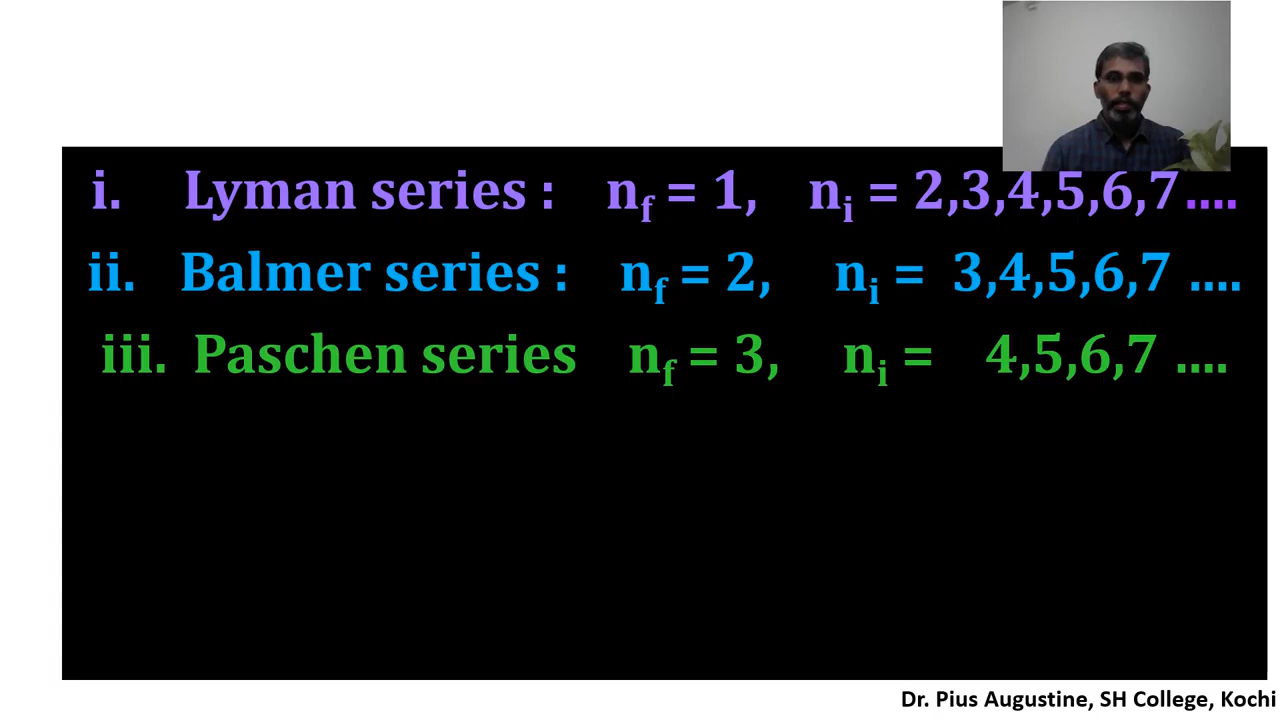 i. Lyman series : nf = 1, ni = 2,3,4,5,6,7....
ii. Balmer series : nf = 2, ni = 3,4,5,6,7 ....
iii. Paschen series nf = 3, ni = 4,5,6,7 ....
Dr. Pius Augustine, SH College, Kochi